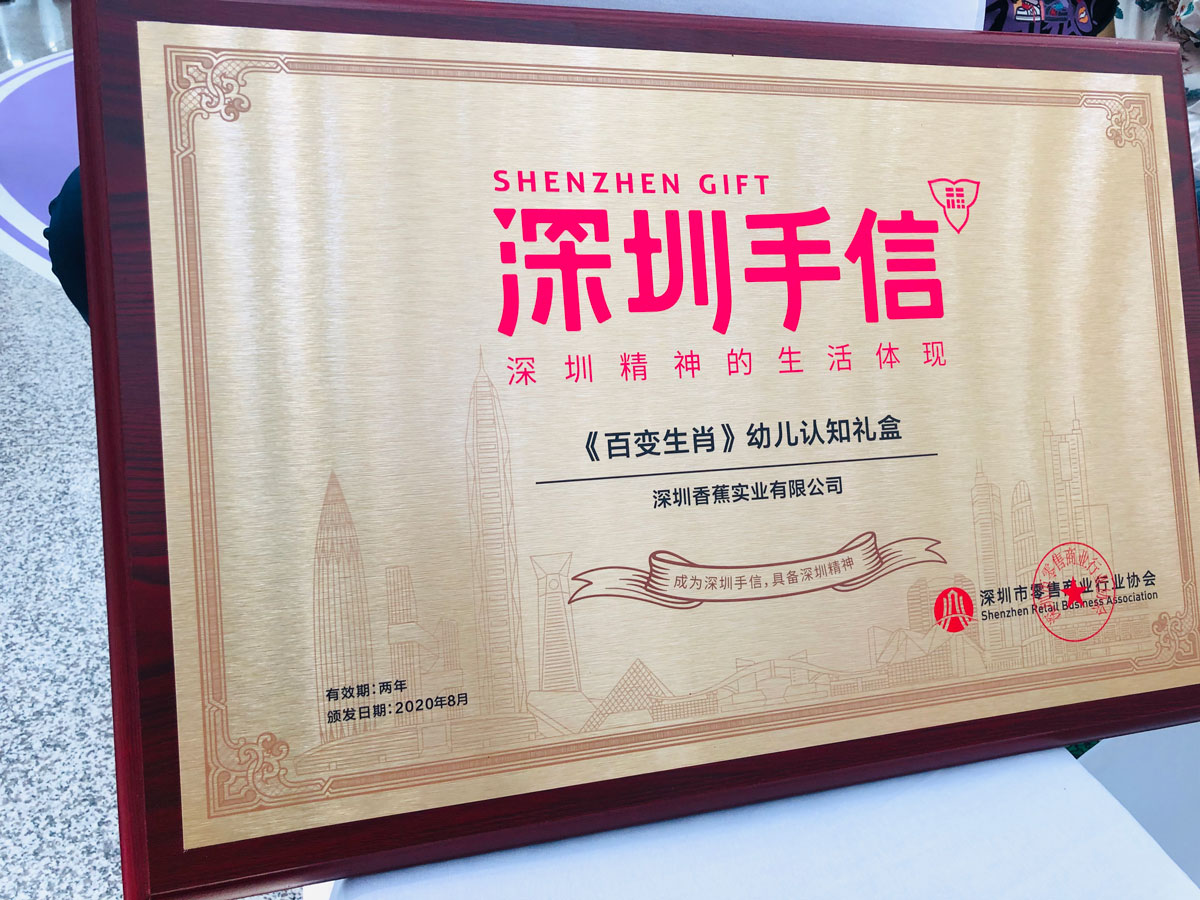 SHENZHEN GIFT
深圳手信
深圳精神的生活体现
《百变生肖》幼儿认知礼盒
深圳香蕉实业有限公司
成为深圳手信，具备深圳精神
深圳市零售商业行业协会
Shenzhen Retail Business Association
有效期：两年
颁发日期：2020年8月